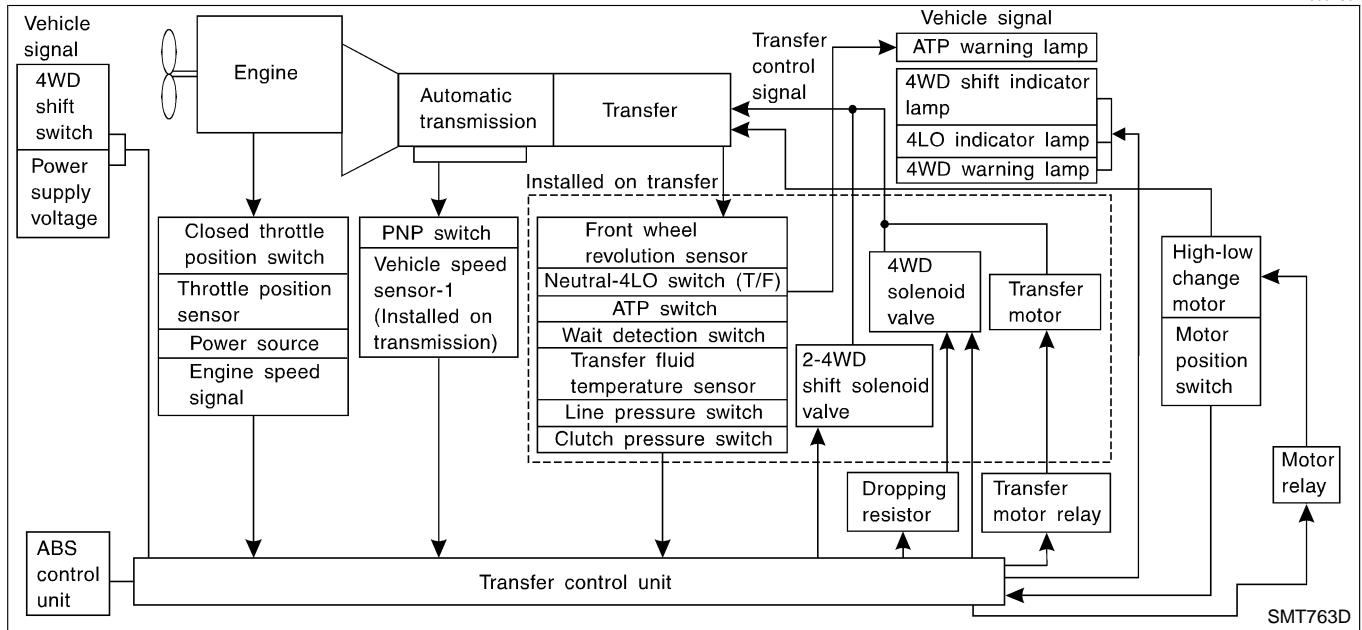 Vehicle
signal
4WD
shift
switch
Power
supply
voltage
Engine
Automatic
transmission
Transfer
Transfer
control
signal
Vehicle signal
ATP warning lamp
4WD shift indicator
lamp
4LO indicator lamp
4WD warning lamp
Installed on transfer
Closed throttle
position switch
Throttle position
sensor
Power source
Engine speed
signal
PNP switch
Vehicle speed
sensor-1
(Installed on
transmission)
Front wheel
revolution sensor
Neutral-4LO switch (T/F)
ATP switch
Wait detection switch
Transfer fluid
temperature sensor
Line pressure switch
Clutch pressure switch
2-4WD
shift solenoid
valve
4WD
solenoid
valve
Transfer
motor
High-low
change
motor
Motor
position
switch
Dropping
resistor
Transfer
motor relay
Motor
relay
ABS
control
unit
Transfer control unit
SMT763D